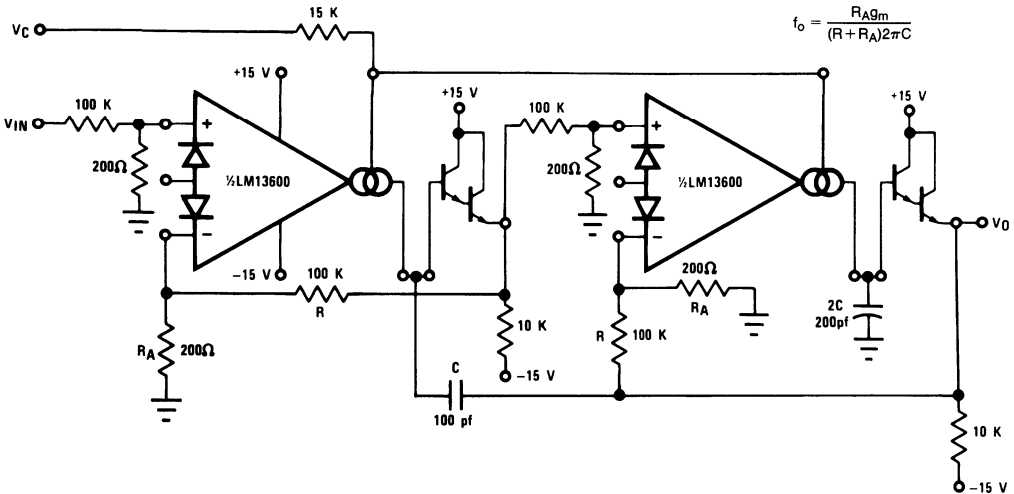 15 K
fo = RAgm
(R+RA)2πC
VC
+15 V
+15 V
+15 V
100 K
VIN
+
200Ω
½LM13600
−
−15 V
100 K
R
RA
200Ω
100 K
+
200Ω
½LM13600
−
200Ω
RA
R
100 K
10 K
−15 V
C
100 pf
VO
2C
200pf
10 K
−15 V